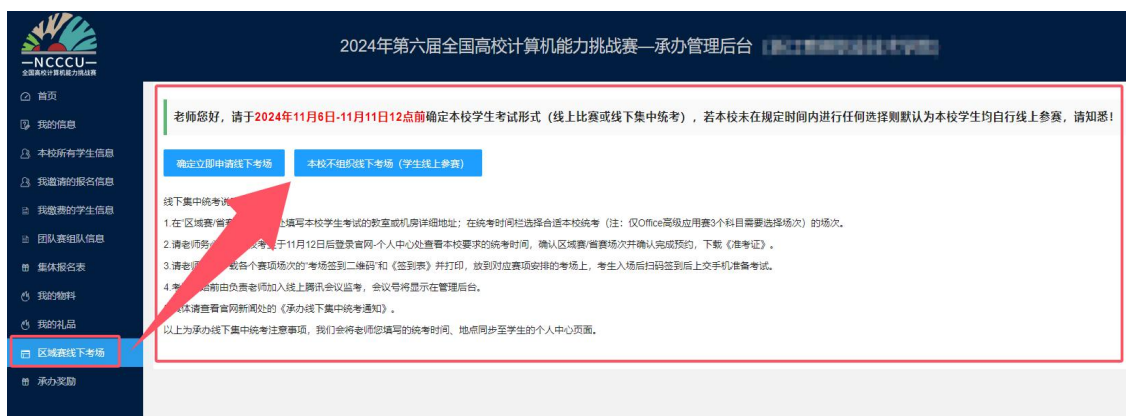 NCCCU
全国高校计算机能力挑战赛
2024年第六届全国高校计算机能力挑战赛—承办管理后台
首页
我的信息
本校所有学生信息
我邀请的报名信息
我缴费的学生信息
团队赛组队信息
集体报名表
我的物料
我的礼品
区域赛线下考场
承办奖励
老师您好，请于2024年11月6日-11月11日12点前确定本校学生考试形式（线上比赛或线下集中统考），若本校未在规定时间内进行任何选择则默认为本校学生均自行线上参赛，请知悉！
确定立即申请线下考场
本校不组织线下考场（学生线上参赛）
线下集中统考说
1.在“区域赛/省赛 处填写本校学生考试的教室或机房详细地址；在统考时间栏选择合适本校统考（注：仅Office高级应用赛3个科目需要选择场次）的场次。
2.请老师务 考 于11月12日后登录官网-个人中心处查看本校要求的统考时间，确认区域赛/省赛场次并确认完成预约，下载《准考证》。
3.请老师 载各个赛项场次的“考场签到二维码”和《签到表》并打印，放到对应赛项安排的考场上，考生入场后扫码签到后上交手机准备考试。
4.考 前由负责老师加入线上腾讯会议监考，会议号将显示在管理后台。
体请查看官网新闻处的《承办线下集中统考通知》。
以上为承办线下集中统考注意事项，我们会将老师您填写的统考时间、地点同步至学生的个人中心页面。